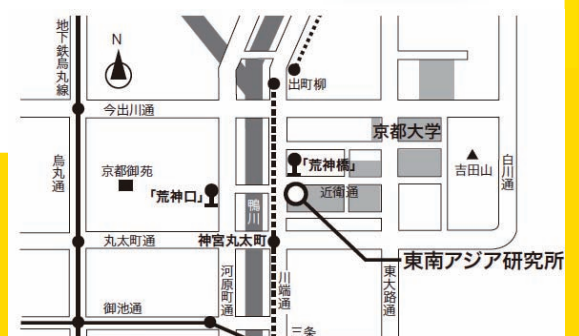 地下鉄烏丸線
N
出町柳
今出川通
京都大学
烏丸通
京都御苑
「荒神橋」
吉田山
白川通
「荒神口」
近衛通
鴨川
丸太町通
神宮丸太町
東南アジア研究所
河原町通
川端通
東大路通
御池通
三条